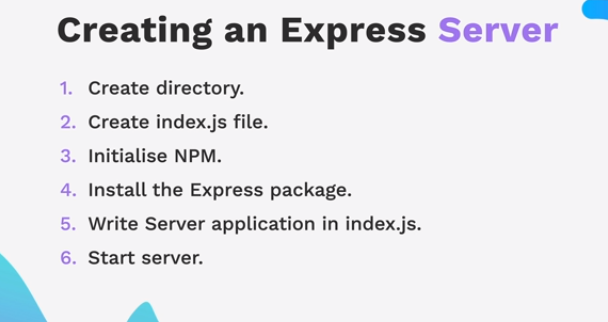 Creating an Express Server
1. Create directory.
2. Create index.js file.
3. Initialise NPM.
4. Install the Express package.
5. Write Server application in index.js.
6. Start server.